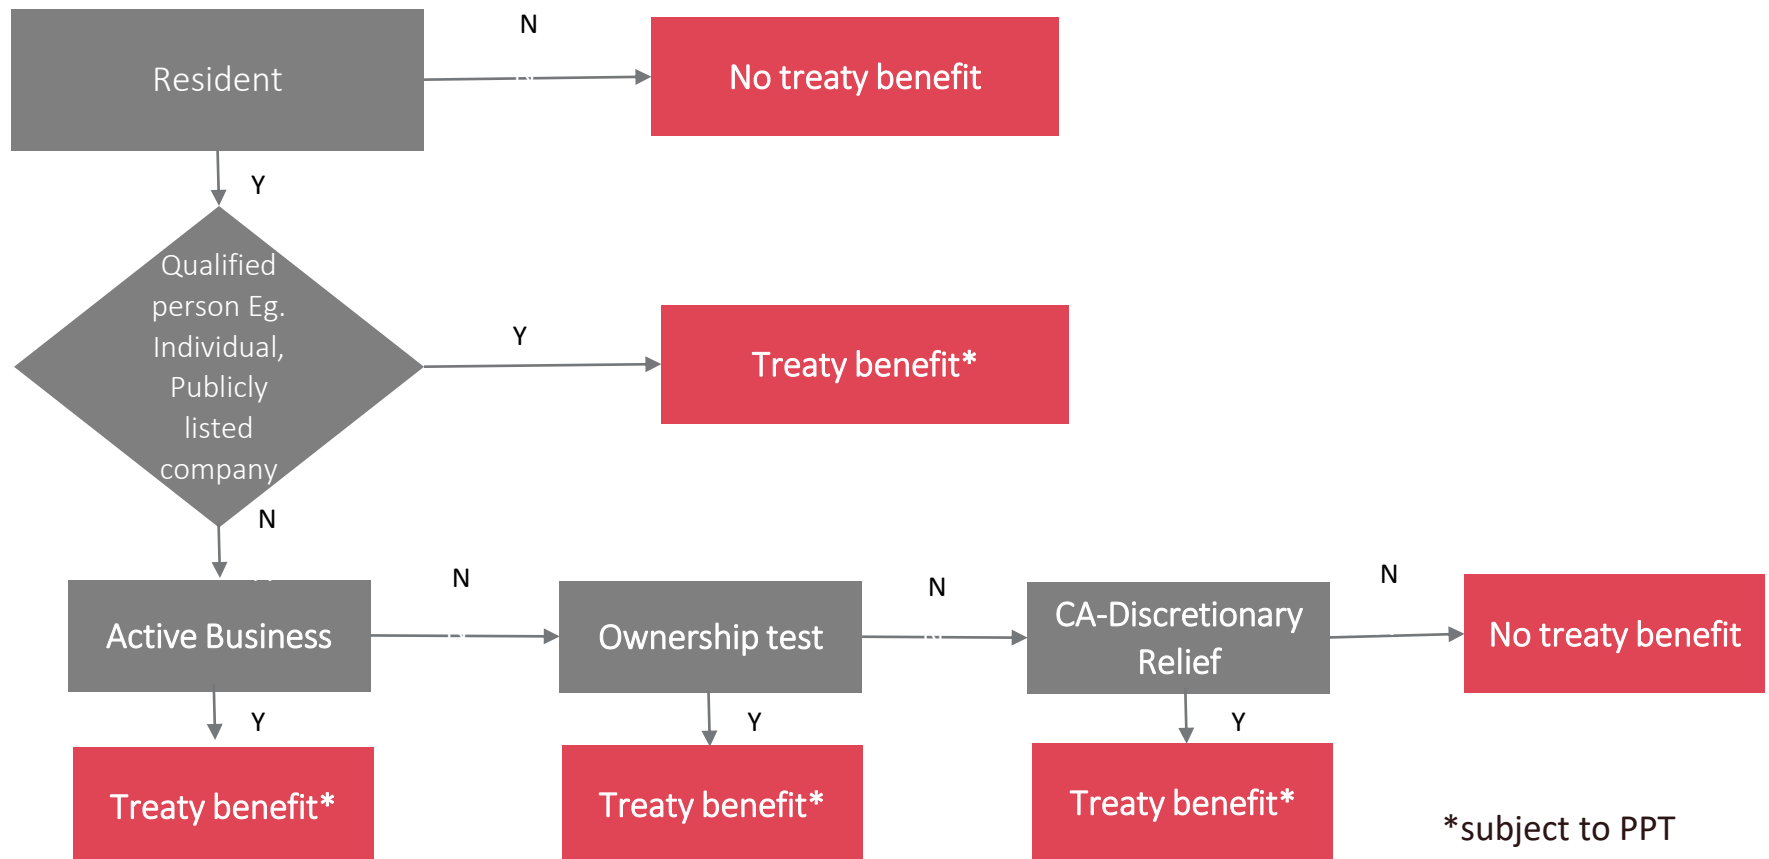 N
Resident
No treaty benefit
Y
Qualified
person Eg.
Individual,
Publicly
listed
company
Y
Treaty benefit*
N
Active Business
N
Ownership test
N
CA-Discretionary
Relief
N
No treaty benefit
Y
Y
Y
Treaty benefit*
Treaty benefit*
Treaty benefit*
*subject to PPT